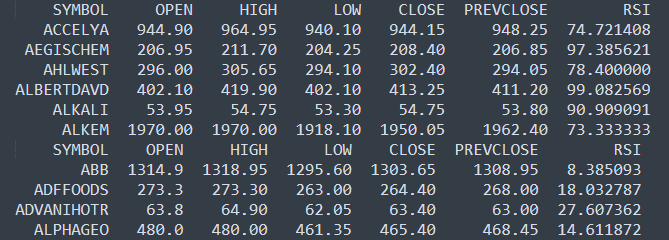 SYMBOL OPEN HIGH LOW CLOSE PREVCLOSE RSI
ACCELYA 944.90 964.95 940.10 944.15 948.25 74.721408
AEGISCHEM 206.95 211.70 204.25 208.40 206.85 97.385621
AHLWEST 296.00 305.65 294.10 302.40 294.05 78.400000
ALBERTDAVD 402.10 419.90 402.10 413.25 411.20 99.082569
ALKALI 53.95 54.75 53.30 54.75 53.80 90.909091
ALKEM 1970.00 1970.00 1918.10 1950.05 1962.40 73.333333
SYMBOL OPEN HIGH LOW CLOSE PREVCLOSE RSI
ABB 1314.9 1318.95 1295.60 1303.65 1308.95 8.385093
ADFFOODS 273.3 273.30 263.00 264.40 268.00 18.032787
ADVANIHOTR 63.8 64.90 62.05 63.40 63.00 27.607362
ALPHAGEO 480.0 480.00 461.35 465.40 468.45 14.611872